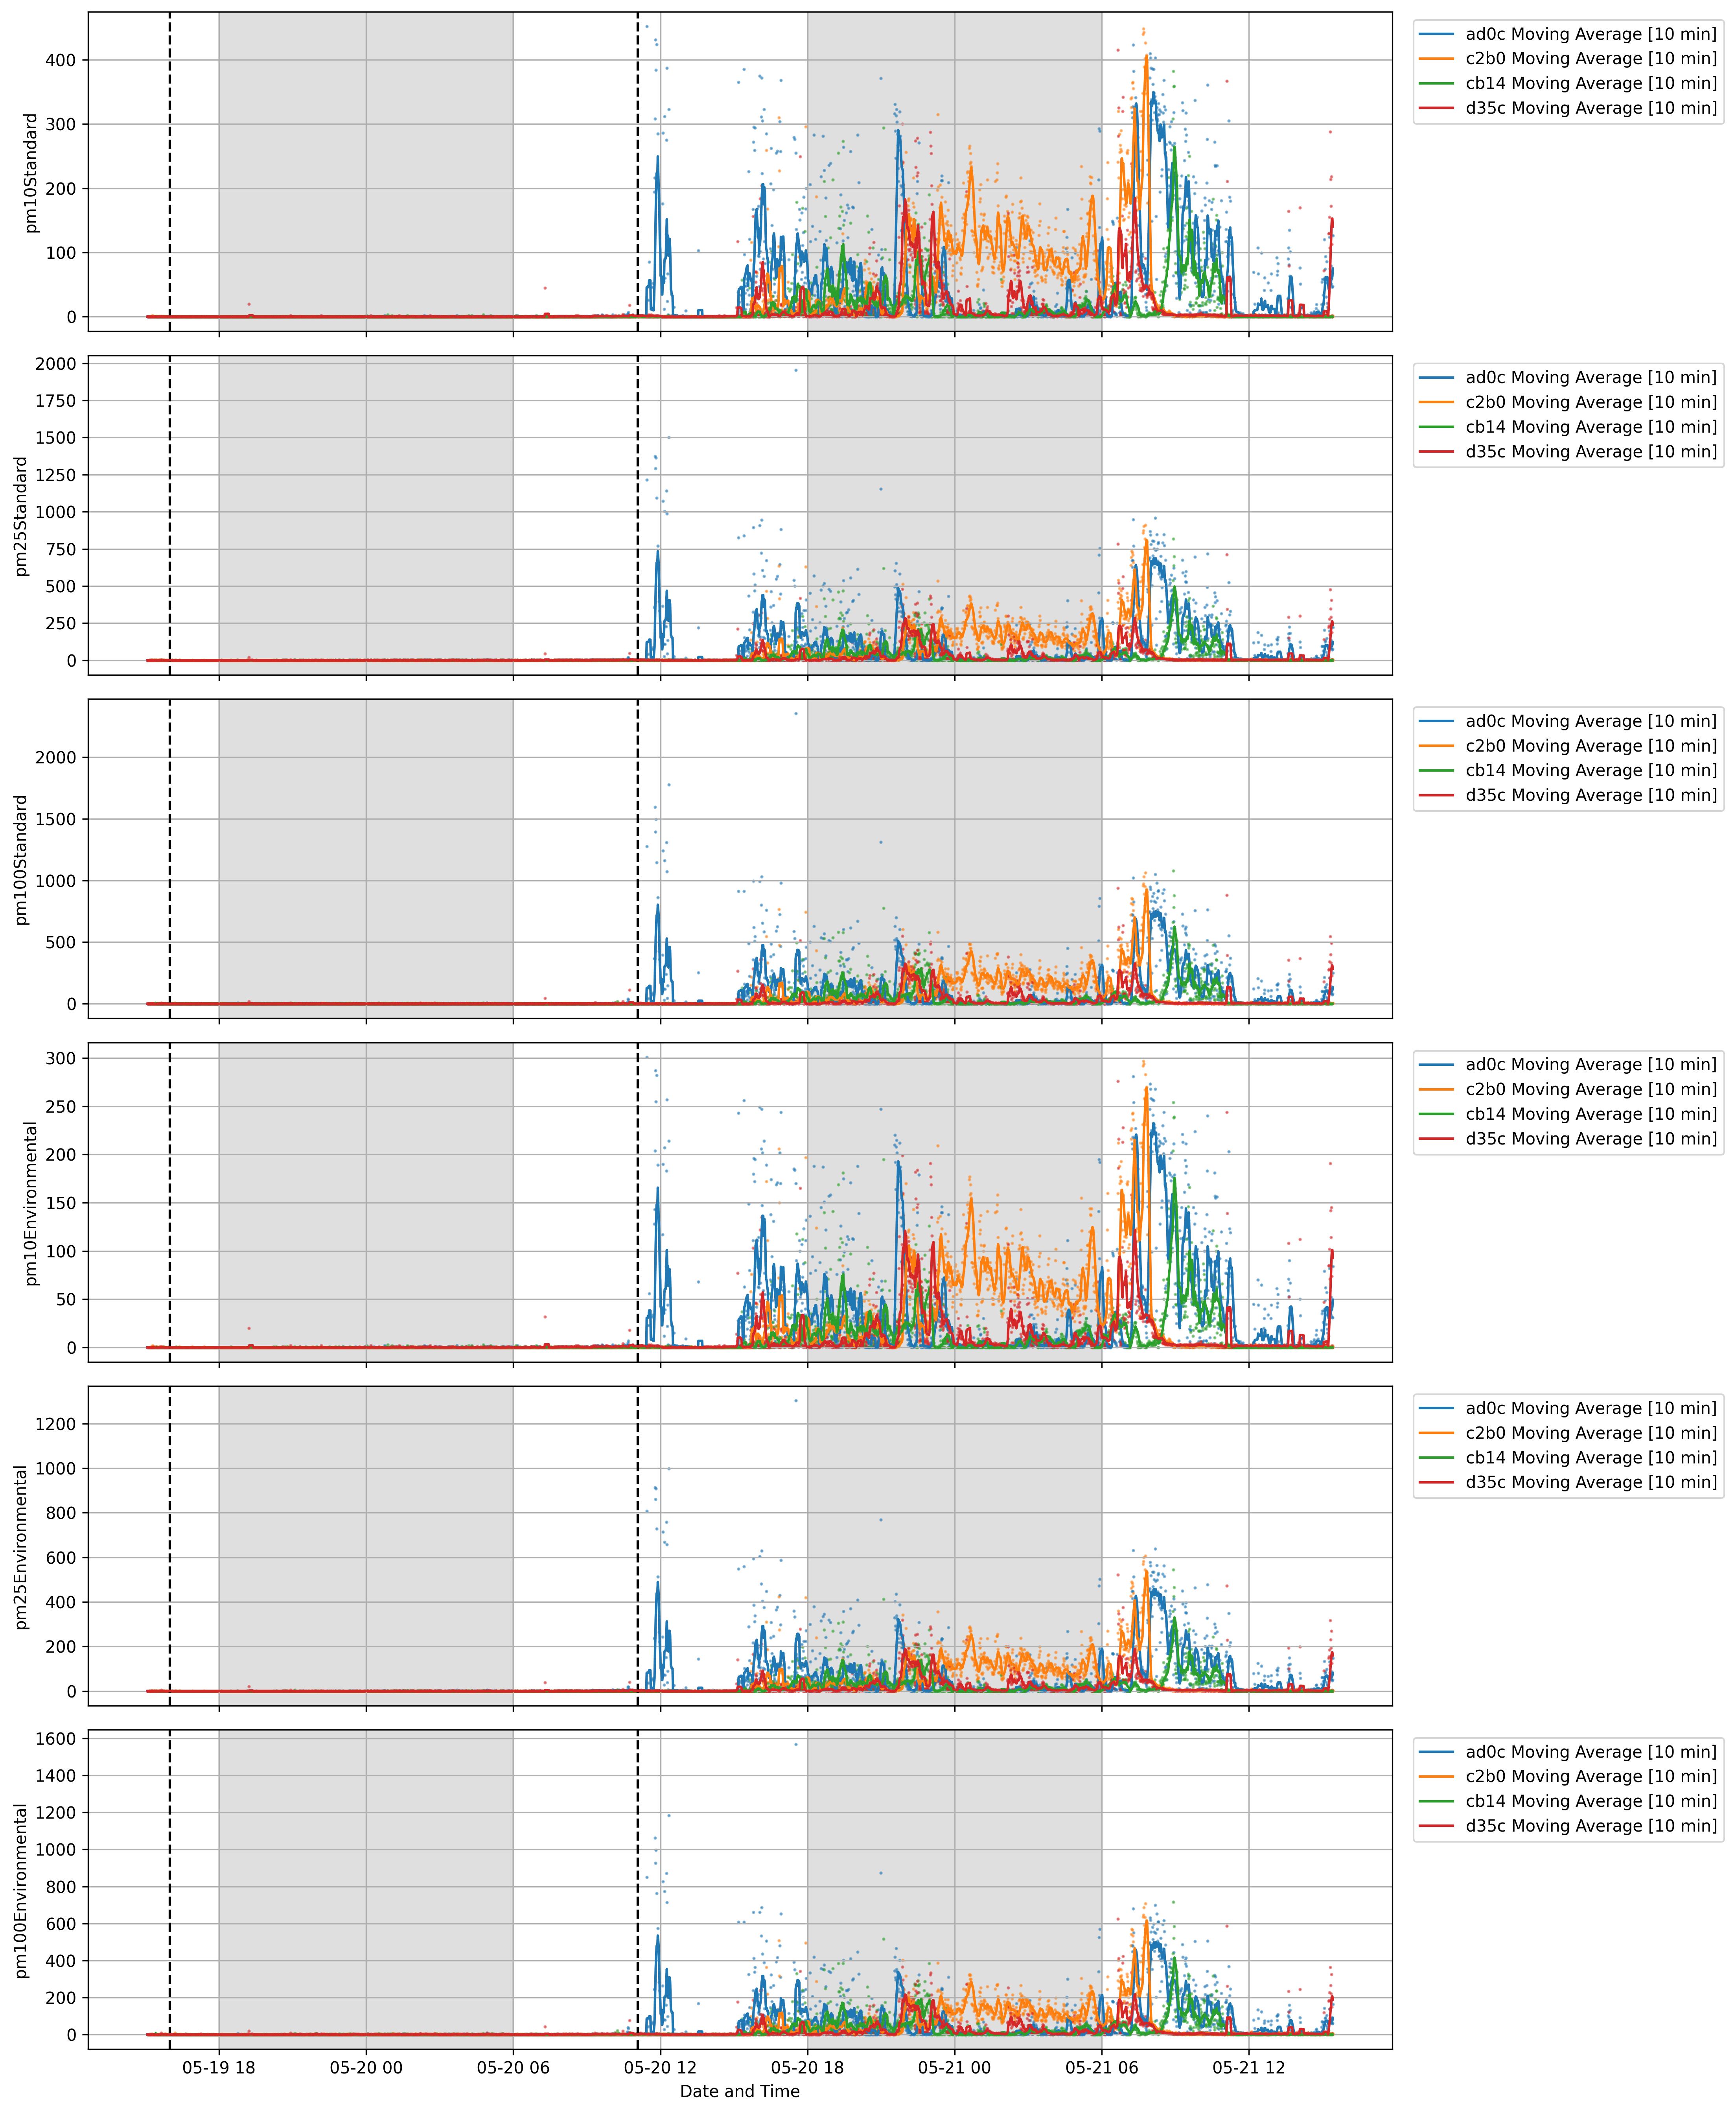 pm10Standard
400
300
200
100
0
ad0c Moving Average [10 min]
c2b0 Moving Average [10 min]
cb14 Moving Average [10 min]
d35c Moving Average [10 min]
pm25Standard
2000
1750
1500
1250
1000
750
500
250
0
ad0c Moving Average [10 min]
c2b0 Moving Average [10 min]
cb14 Moving Average [10 min]
d35c Moving Average [10 min]
pm100Standard
2000
1500
1000
500
0
ad0c Moving Average [10 min]
c2b0 Moving Average [10 min]
cb14 Moving Average [10 min]
d35c Moving Average [10 min]
pm10Environmental
300
250
200
150
100
50
0
ad0c Moving Average [10 min]
c2b0 Moving Average [10 min]
cb14 Moving Average [10 min]
d35c Moving Average [10 min]
pm25Environmental
1200
1000
800
600
400
200
0
ad0c Moving Average [10 min]
c2b0 Moving Average [10 min]
cb14 Moving Average [10 min]
d35c Moving Average [10 min]
pm100Environmental
1600
1400
1200
1000
800
600
400
200
0
ad0c Moving Average [10 min]
c2b0 Moving Average [10 min]
cb14 Moving Average [10 min]
d35c Moving Average [10 min]
05-19 18 05-20 00 05-20 06 05-20 12 05-20 18 05-21 00 05-21 06 05-21 12
Date and Time